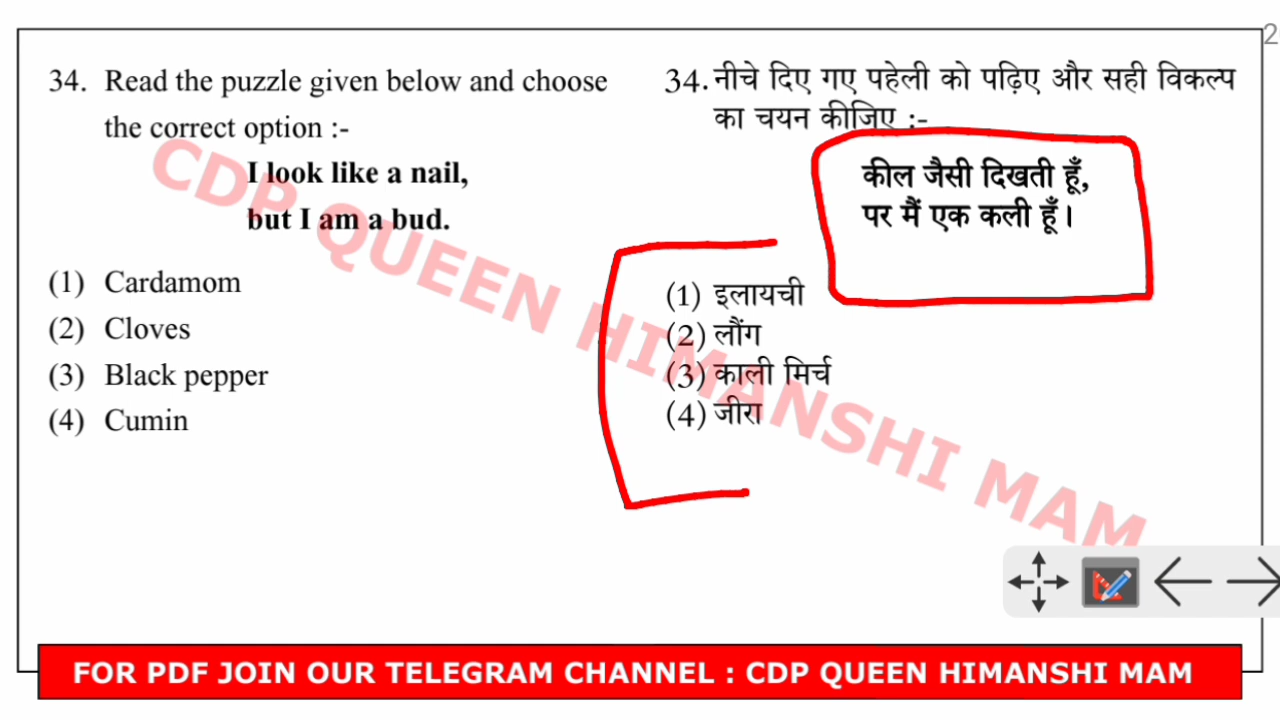 34. Read the puzzle given below and choose
the correct option :-
I look like a nail,
but I am a bud.
(1) Cardamom
(2) Cloves
(3) Black pepper
(4) Cumin
34. नीचे दिए गए पहेली को पढ़िए और सही विकल्प
का चयन कीजिए :-
कील जैसी दिखती हूँ,
पर मैं एक कली हूँ।
(1) इलायची
(2) लौंग
(3) काली मिर्च
(4) जीरा
CDP QUEEN HIMANSHI MAM
FOR PDF JOIN OUR TELEGRAM CHANNEL : CDP QUEEN HIMANSHI MAM